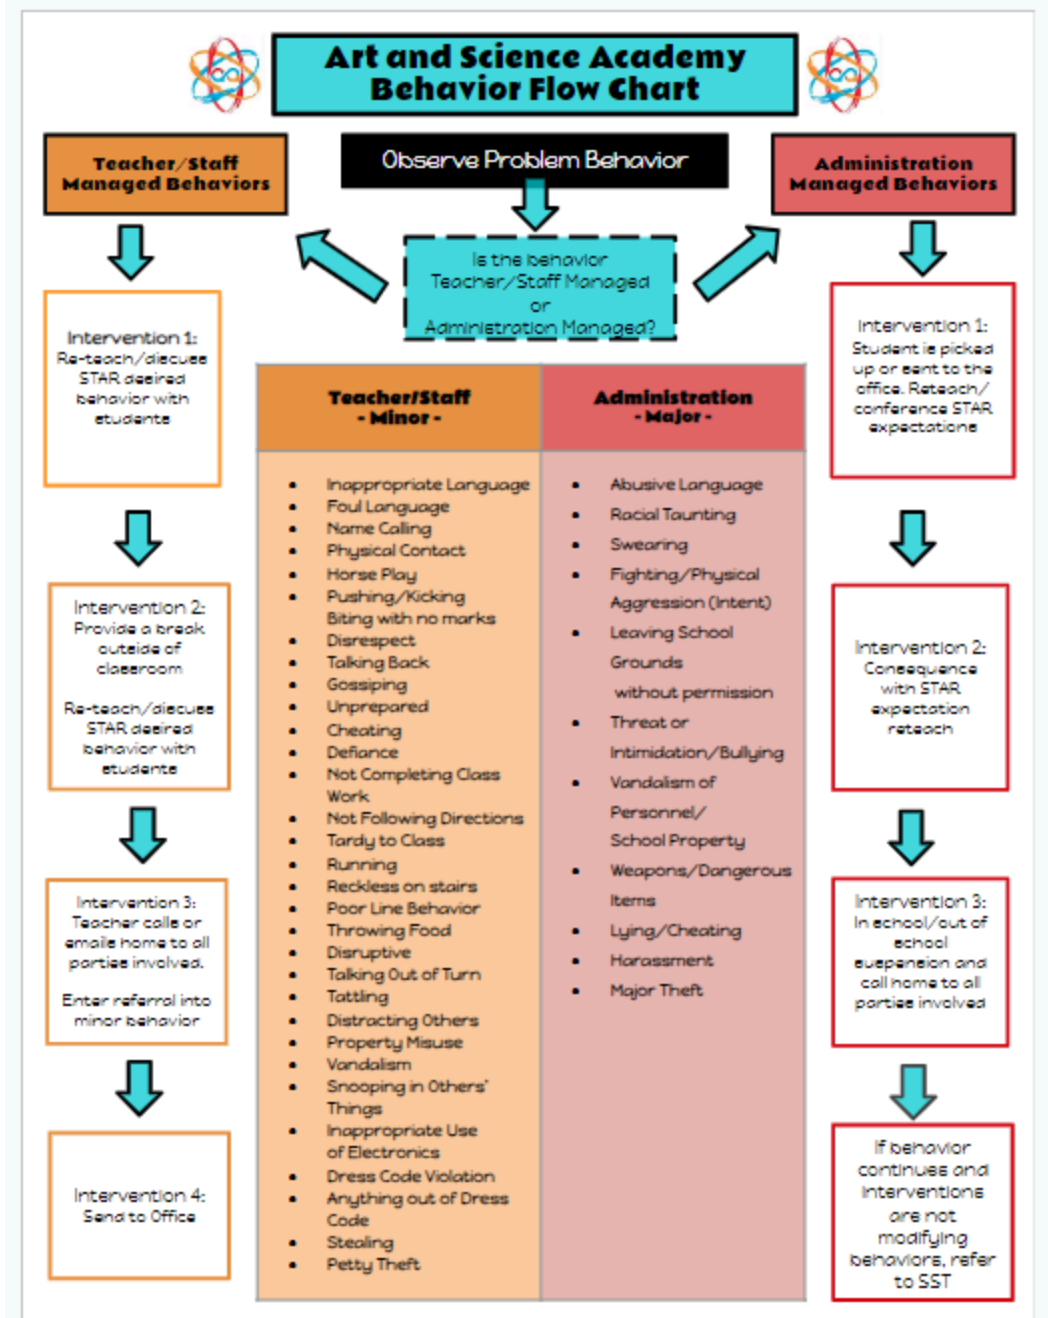 Art and Science Academy
Behavior Flow Chart
Teacher/Staff
Managed Behaviors
Observe Problem Behavior
Administration
Managed Behaviors
Is the behavior
Teacher/Staff Managed
or
Administration Managed?
Intervention 1:
Re-teach/discuss
STAR desired
behavior with
students
Intervention 2:
Provide a break
outside of
classroom
Re-teach/discuss
STAR desired
behavior with
students
Intervention 3:
Teacher calls or
emails home to all
parties involved.
Enter referral into
minor behavior
Intervention 4:
Send to Office
Teacher/Staff
- Minor -
Inappropriate Language
Foul Language
Name Calling
Physical Contact
Horse Play
Pushing/Kicking
Biting with no marks
Disrespect
Talking Back
Gossiping
Unprepared
Cheating
Defiance
Not Completing Class
Work
Not Following Directions
Tardy to Class
Running
Reckless on stairs
Poor Line Behavior
Throwing Food
Disruptive
Talking Out of Turn
Tattling
Distracting Others
Property Misuse
Vandalism
Snooping in Others'
Things
Inappropriate Use
of Electronics
Dress Code Violation
Anything out of Dress
Code
Stealing
Petty Theft
Administration
- Major -
Abusive Language
Racial Taunting
Swearing
Fighting/Physical
Aggression (Intent)
Leaving School
Grounds
without permission
Threat or
Intimidation/Bullying
Vandalism of
Personnel/
School Property
Weapons/Dangerous
Items
Lying/Cheating
Harassment
Major Theft
Intervention 1:
Student is picked
up or sent to the
office. Reteach/
conference STAR
expectations
Intervention 2:
Consequence
with STAR
expectation
reteach
Intervention 3:
In school/out of
school
suspension and
call home to all
parties involved
If behavior
continues and
interventions
are not
modifying
behaviors, refer
to SST